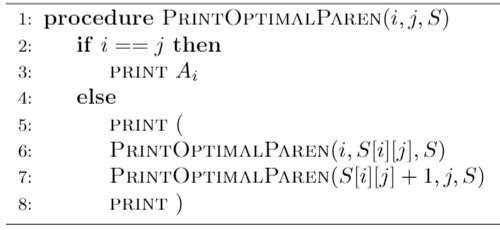 1: procedure PRINTOPTIMALPAREN(i, j, S)
2: if i == j then
3: PRINT A_i
4: else
5: PRINT (
6: PRINTOPTIMALPAREN(i, S[i][j], S)
7: PRINTOPTIMALPAREN(S[i][j] + 1, j, S)
8: PRINT )